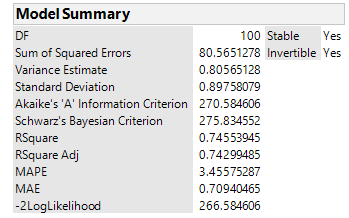 Model Summary
DF 100 Stable Yes
Sum of Squared Errors 80.5651278 Invertible Yes
Variance Estimate 0.80565128
Standard Deviation 0.89758079
Akaike's 'A' Information Criterion 270.584606
Schwarz's Bayesian Criterion 275.834552
RSquare 0.74553945
RSquare Adj 0.74299485
MAPE 3.45575287
MAE 0.70940465
-2LogLikelihood 266.584606